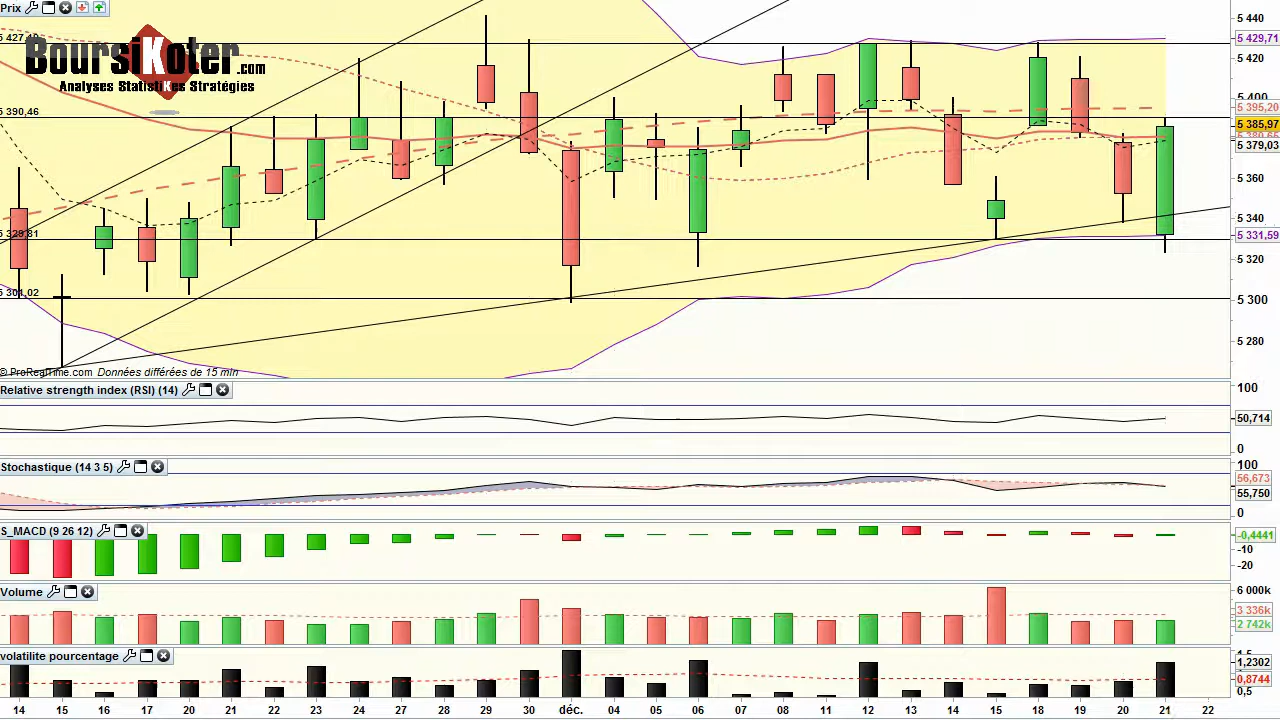 Prix
BoursiKoter.com
Analyses StatistiKes Stratégies
5 390,46
5 329,81
5 301,02
© ProRealTime.com Données différées de 15 min
5 440
5 429,71
5 420
5 400
5 395,20
5 385,97
5 379,03
5 360
5 340
5 331,59
5 320
5 300
5 280
Relative strength index (RSI) (14)
100
50,714
0
Stochastique (14 3 5)
100
56,673
55,750
0
S_MACD (9 26 12)
-0,4441
-10
-20
Volume
6 000k
3 336k
2 742k
volatilite pourcentage
1,5
1,2302
0,8744
0,5
14 15 16 17 20 21 22 23 24 27 28 29 30 déc. 04 05 06 07 08 11 12 13 14 15 18 19 20 21 22